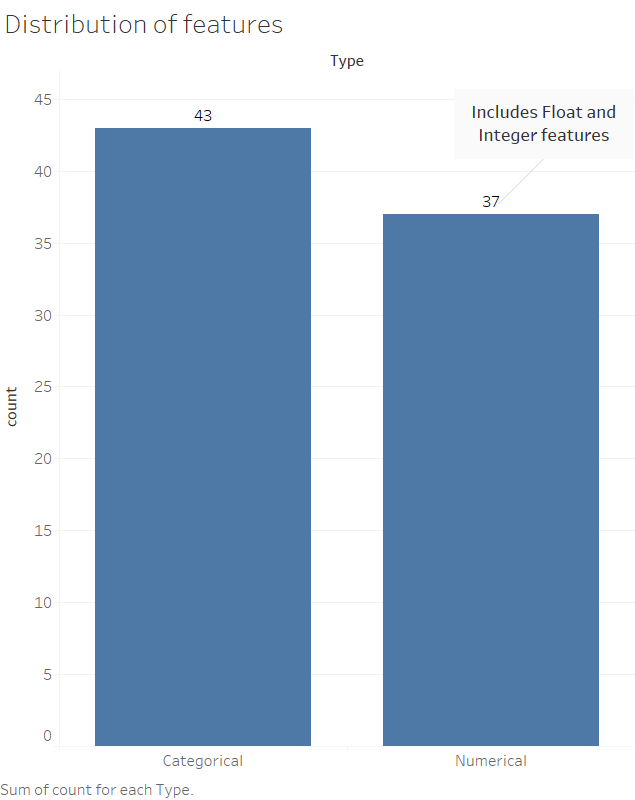 Distribution of features
Type
45
43
Includes Float and
Integer features
40
37
35
30
25
count
20
15
10
5
0
Categorical
Numerical
Sum of count for each Type.